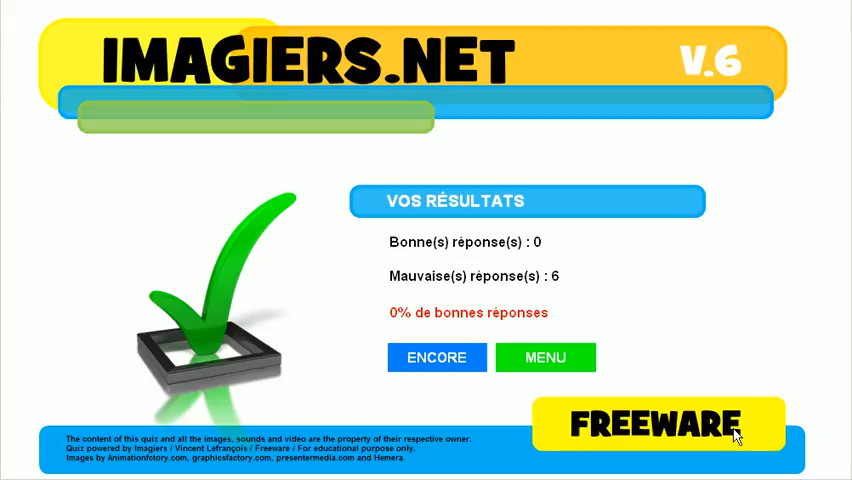 IMAGIERS.NET
V.6
VOS RÉSULTATS
Bonne(s) réponse(s) : 0
Mauvaise(s) réponse(s) : 6
0% de bonnes réponses
ENCORE
MENU
FREEWARE
The content of this quiz and all the images, sounds and video are the property of their respective owner.
Quiz powered by Imagiers / Vincent Lefrançois / Freeware / For educational purpose only.
Images by Animationfctory.com, graphicsfactory.com, presentermedia.com and Hemera.